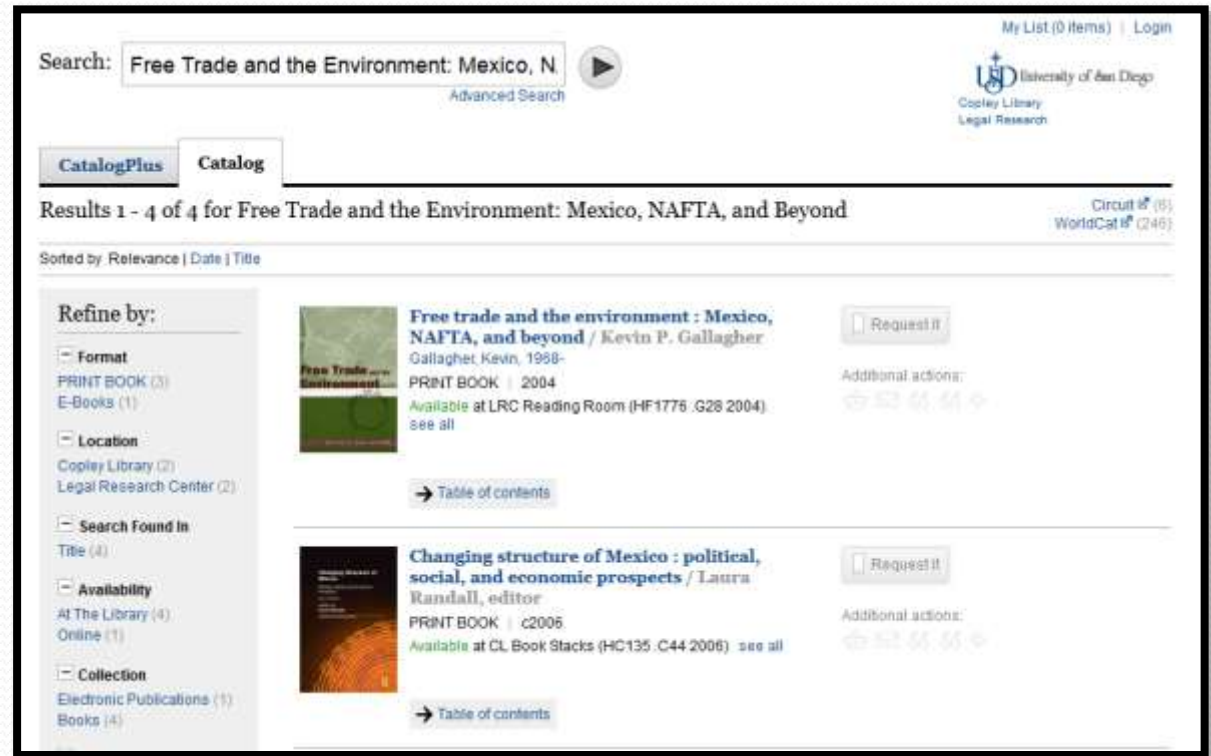 My List (0 items) | Login
Search: Free Trade and the Environment: Mexico, N.
Advanced Search
USD University of San Diego
Copley Library
Legal Research
CatalogPlus Catalog
Results 1 - 4 of 4 for Free Trade and the Environment: Mexico, NAFTA, and Beyond
Circuit (6)
WorldCat (246)
Sorted by Relevance | Date | Title
Refine by:
Format
PRINT BOOK (3)
E-Books (1)
Location
Copley Library (2)
Legal Research Center (2)
Search Found In
Title (4)
Availability
At The Library (4)
Online (1)
Collection
Electronic Publications (1)
Books (4)
Free Trade and the
Environment
Free trade and the environment : Mexico,
NAFTA, and beyond / Kevin P. Gallagher
Gallagher, Kevin, 1968-
PRINT BOOK | 2004
Available at LRC Reading Room (HF1776 .G28 2004)
see all
Table of contents
Request it
Additional actions:
Changing structure of Mexico : political,
social, and economic prospects / Laura
Randall, editor
PRINT BOOK | c2006
Available at CL Book Stacks (HC135 .C44 2006) see all
Table of contents
Request it
Additional actions: